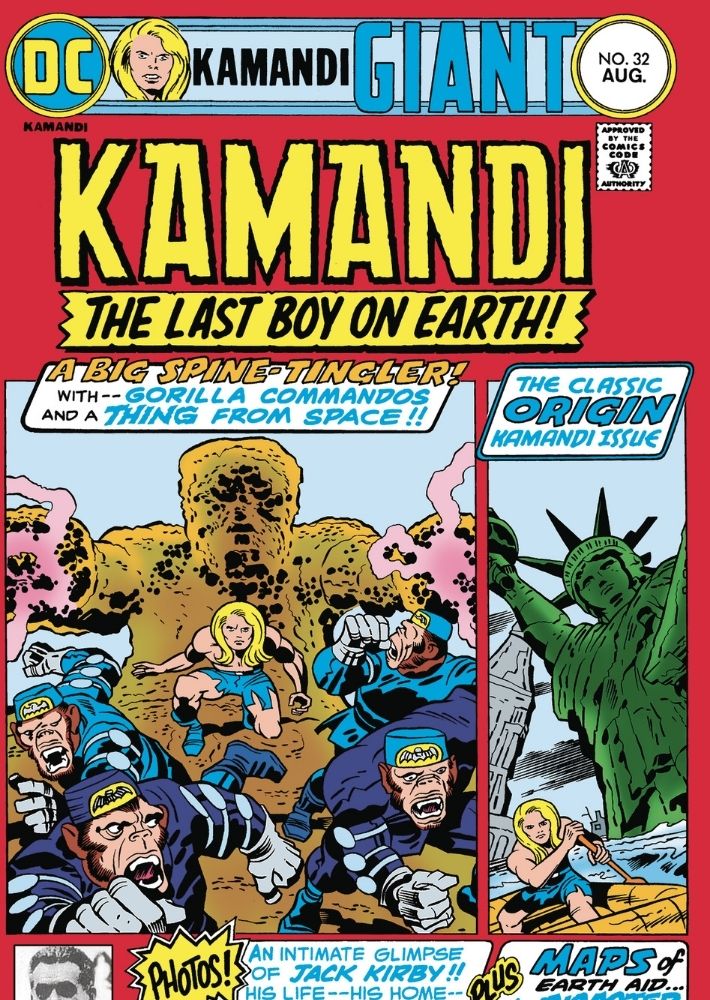 DC
KAMANDI GIANT
NO. 32
AUG.
KAMANDI
APPROVED
BY THE
COMICS
CODE
CA
AUTHORITY
KAMANDI
THE LAST BOY ON EARTH!
A BIG SPINE-TINGLER!
WITH-- GORILLA COMMANDOS
AND A THING FROM SPACE!!
THE CLASSIC
ORIGIN
KAMANDI ISSUE
PHOTOS!
AN INTIMATE GLIMPSE
OF JACK KIRBY!!
HIS LIFE--HIS HOME--
PLUS
MAPS of
EARTH A.D...